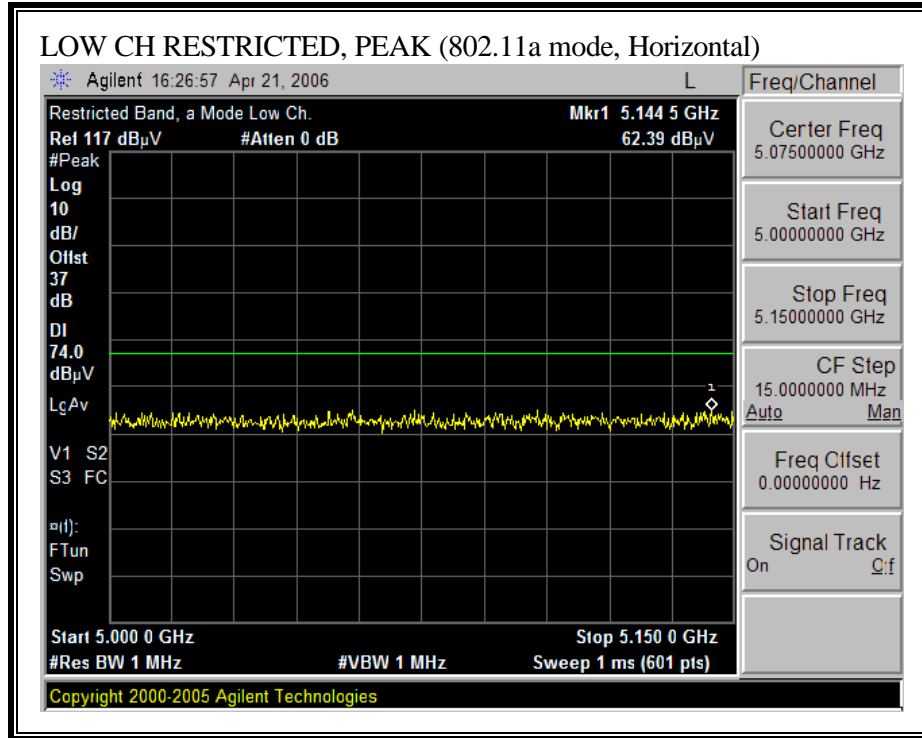 LOW CH RESTRICTED, PEAK (802.11a mode, Horizontal)
Agilent 16:26:57 Apr 21, 2006 L
Restricted Band, a Mode Low Ch. Mkr1 5.144 5 GHz
Ref 117 dBµV #Atten 0 dB 62.39 dBµV
#Peak
Log
10
dB/
Offst
37
dB
DI
74.0
dBµV
LgAv
1
V1 S2
S3 FC
¤(f):
FTun
Swp
Start 5.000 0 GHz Stop 5.150 0 GHz
#Res BW 1 MHz #VBW 1 MHz Sweep 1 ms (601 pts)
Copyright 2000-2005 Agilent Technologies
Freq/Channel
Center Freq
5.07500000 GHz
Start Freq
5.00000000 GHz
Stop Freq
5.15000000 GHz
CF Step
15.0000000 MHz
Auto Man
Freq Offset
0.00000000 Hz
Signal Track
On Off